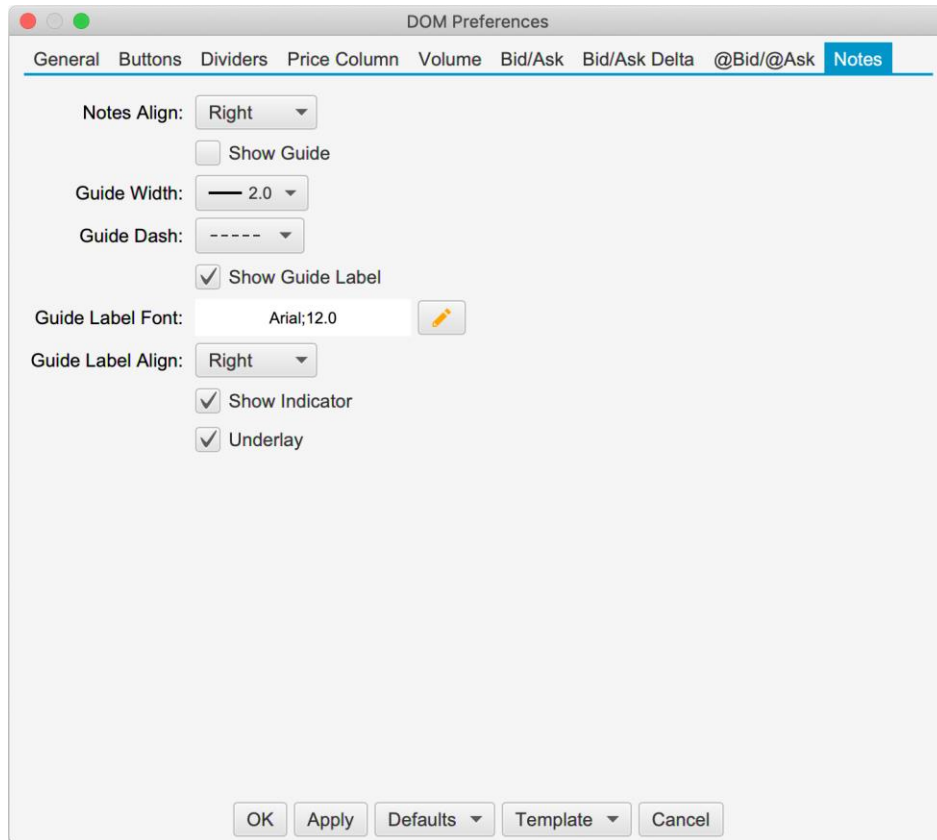 DOM Preferences
General Buttons Dividers Price Column Volume Bid/Ask Bid/Ask Delta @Bid/@Ask Notes
Notes Align: Right
Show Guide
Guide Width: 2.0
Guide Dash:
Show Guide Label
Guide Label Font: Arial;12.0
Guide Label Align: Right
Show Indicator
Underlay
OK Apply Defaults Template Cancel